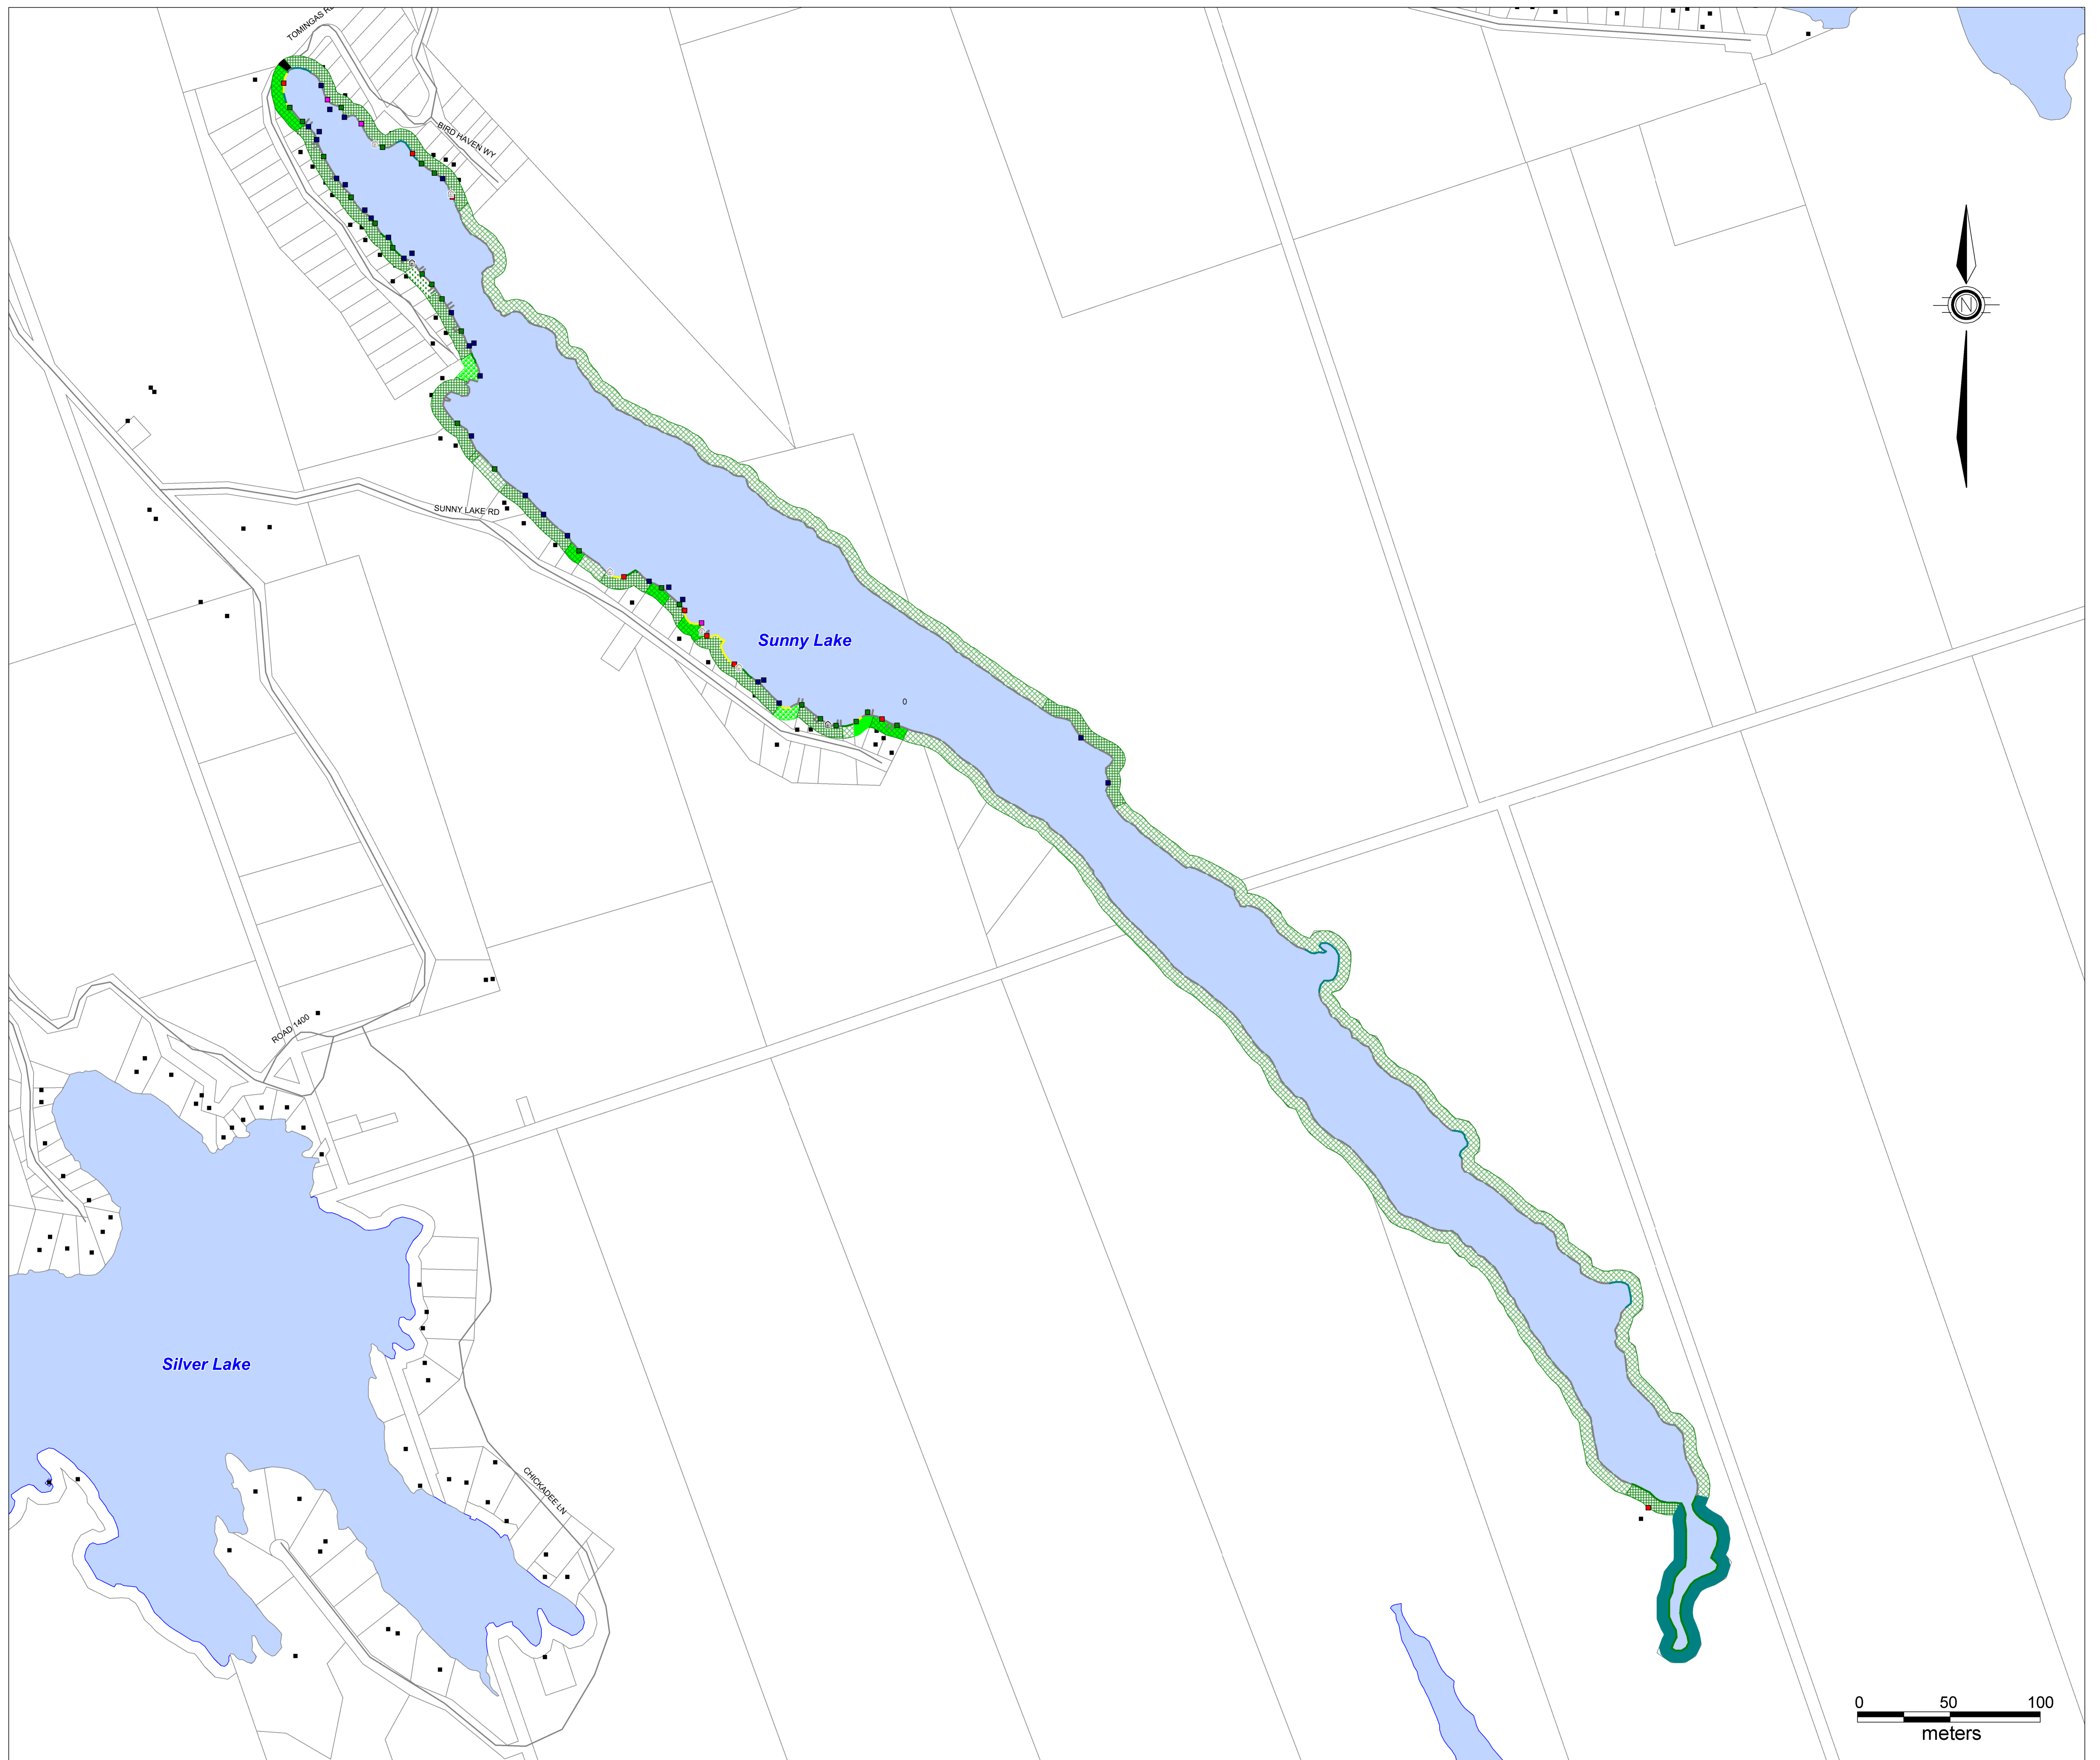 BIRD HAVEN WY
N
SUNNY LAKE RD
Sunny Lake
0
ROAD 1400
Silver Lake
CHICKADEE LN
0 50 100
meters